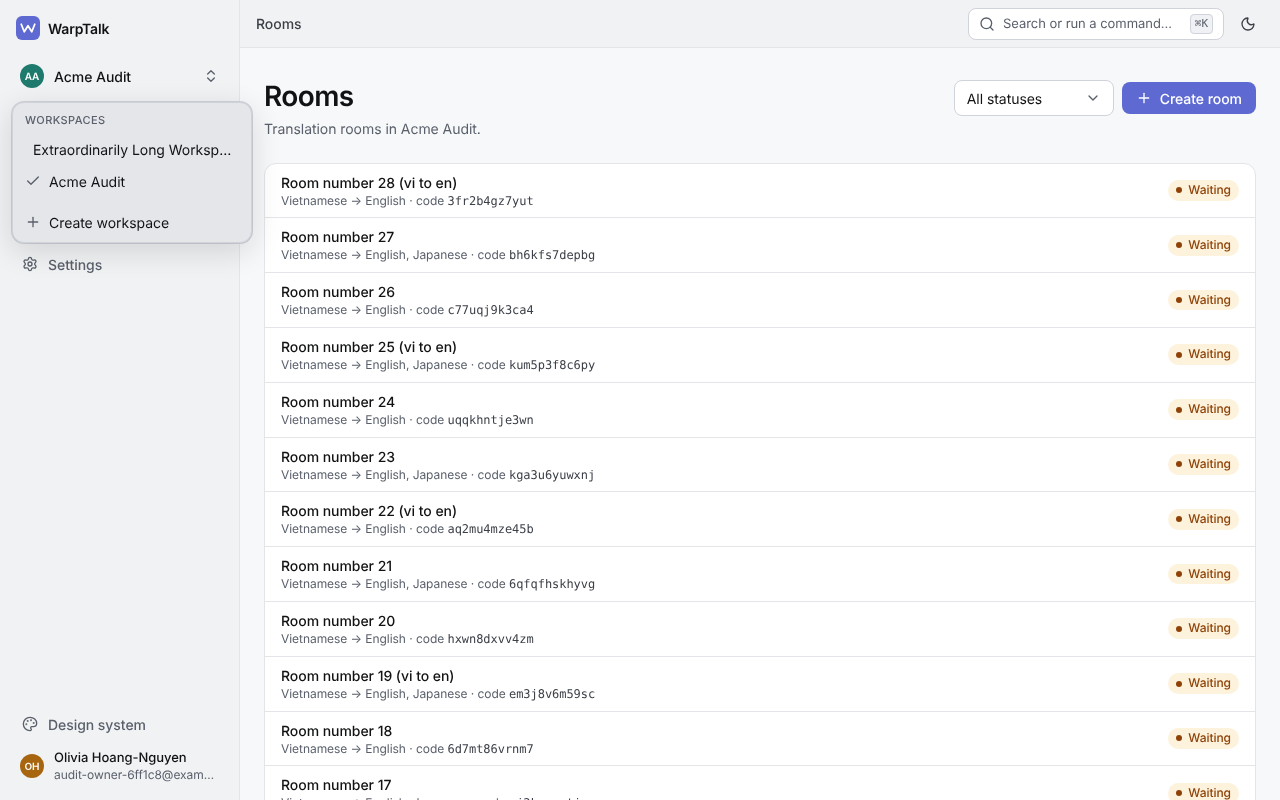 WarpTalk
AA
Acme Audit
WORKSPACES
Extraordinarily Long Worksp...
Acme Audit
Create workspace
Settings
Design system
OH
Olivia Hoang-Nguyen
audit-owner-6ff1c8@exam...
Rooms
Search or run a command...
⌘K
Rooms
Translation rooms in Acme Audit.
All statuses
Create room
Room number 28 (vi to en)
Vietnamese → English · code 3fr2b4gz7yut
Waiting
Room number 27
Vietnamese → English, Japanese · code bh6kfs7depbg
Waiting
Room number 26
Vietnamese → English · code c77uqj9k3ca4
Waiting
Room number 25 (vi to en)
Vietnamese → English, Japanese · code kum5p3f8c6py
Waiting
Room number 24
Vietnamese → English · code uqqkhntje3wn
Waiting
Room number 23
Vietnamese → English, Japanese · code kga3u6yuwxnj
Waiting
Room number 22 (vi to en)
Vietnamese → English · code aq2mu4mze45b
Waiting
Room number 21
Vietnamese → English, Japanese · code 6qfqfhskhyvg
Waiting
Room number 20
Vietnamese → English · code hxwn8dxvv4zm
Waiting
Room number 19 (vi to en)
Vietnamese → English, Japanese · code em3j8v6m59sc
Waiting
Room number 18
Vietnamese → English · code 6d7mt86vrnm7
Waiting
Room number 17
Waiting